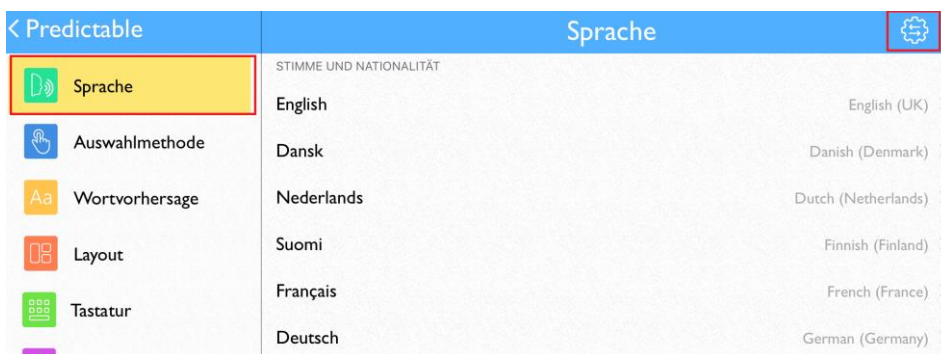 Predictable
Sprache
Sprache
Auswahlmethode
Aa Wortvorhersage
Layout
Tastatur
STIMME UND NATIONALITÄT
English English (UK)
Dansk Danish (Denmark)
Nederlands Dutch (Netherlands)
Suomi Finnish (Finland)
Français French (France)
Deutsch German (Germany)